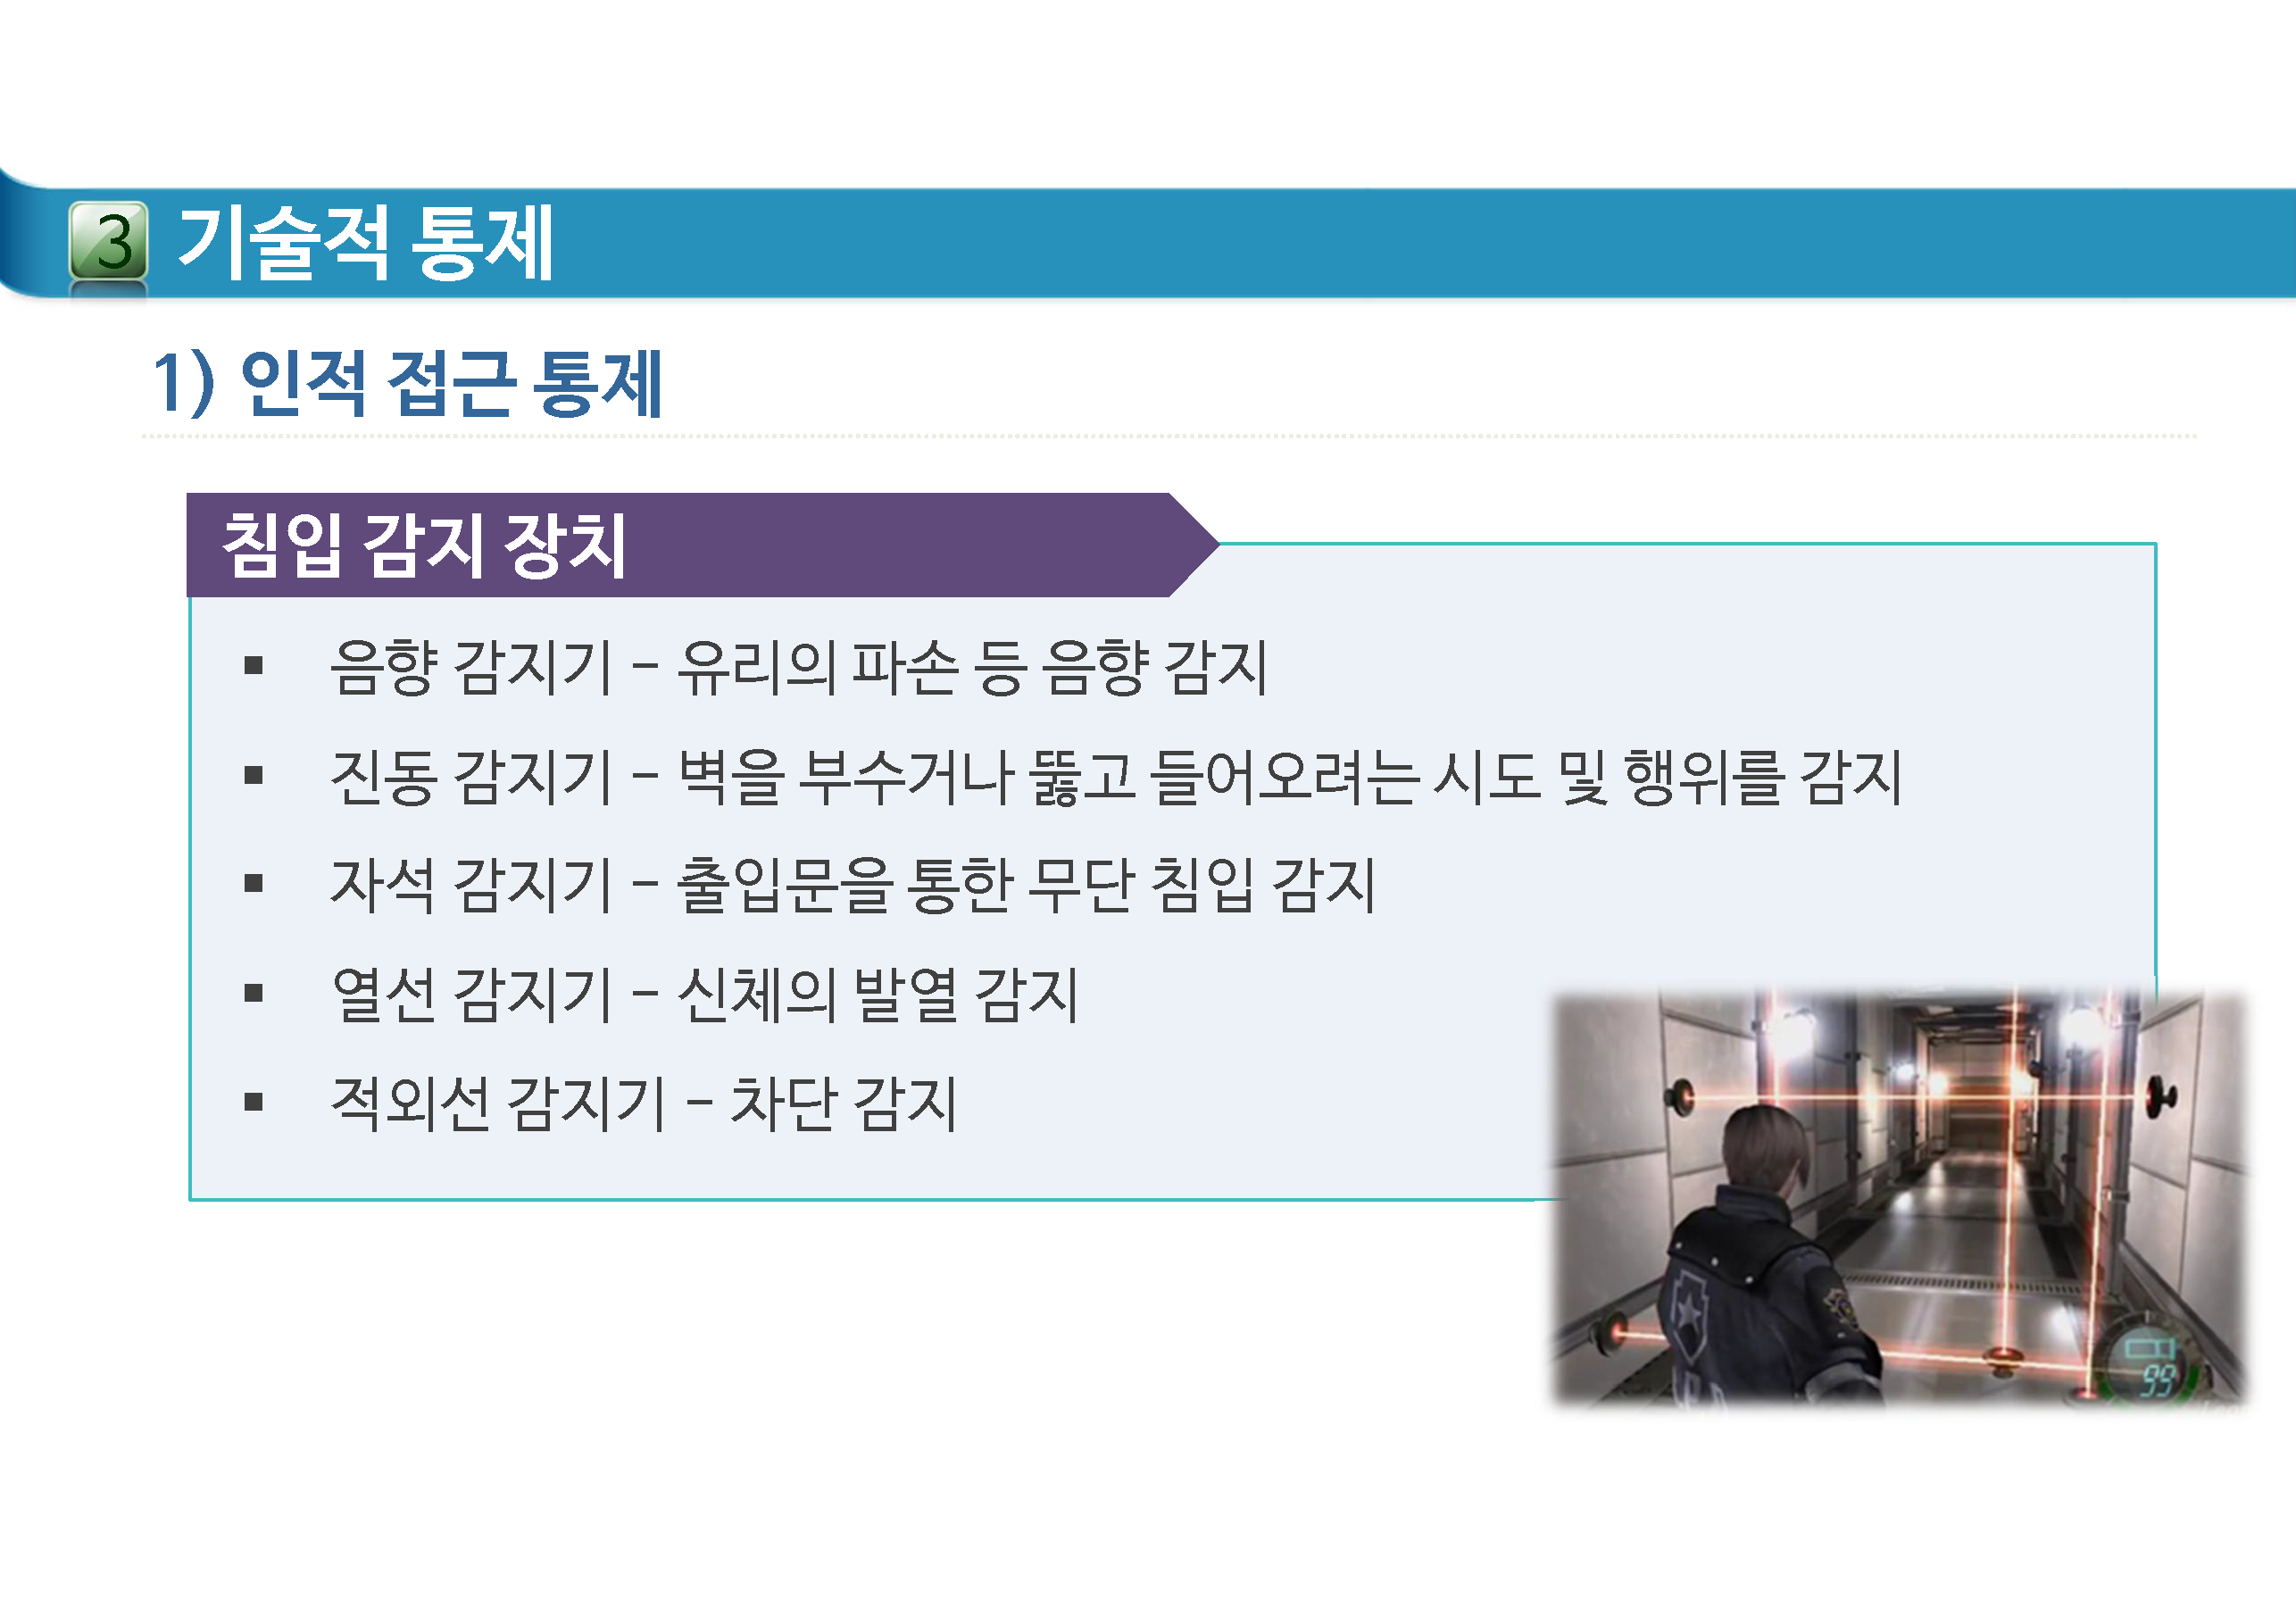 3 기술적 통제
1) 인적 접근 통제
침입 감지 장치
▪ 음향 감지기 – 유리의 파손 등 음향 감지
▪ 진동 감지기 – 벽을 부수거나 뚫고 들어오려는 시도 및 행위를 감지
▪ 자석 감지기 – 출입문을 통한 무단 침입 감지
▪ 열선 감지기 – 신체의 발열 감지
▪ 적외선 감지기 – 차단 감지
99